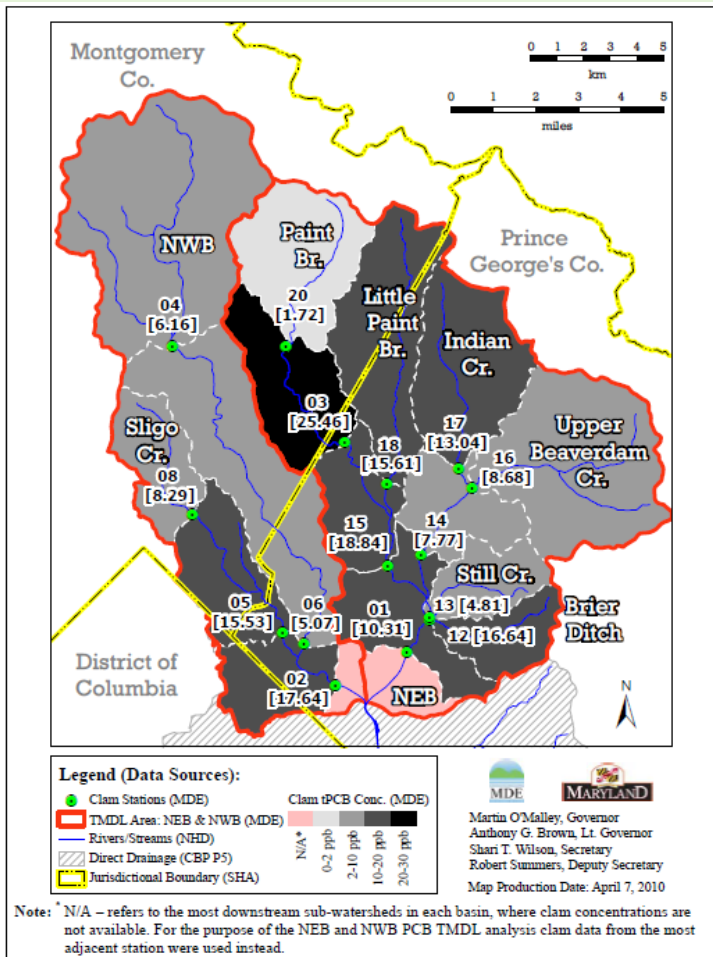 Montgomery
Co.
0 1 2 3 4 5
km
0 1 2 3 4 5
miles
NWB
Paint
Br.
Prince
George's Co.
04
[6.16]
20
[1.72]
Little
Paint
Br.
Indian
Cr.
03
[25.46]
17
[13.04]
Upper
Beaverdam
Cr.
Sligo
Cr.
18
[15.61]
16
[8.68]
08
[8.29]
15
[18.84]
14
[7.77]
Still Cr.
05
[15.53]
06
[5.07]
01
[10.31]
13 [4.81]
12 [16.64]
Brier
Ditch
District of
Columbia
02
[17.64]
NEB
N
Legend (Data Sources):
Clam Stations (MDE)
TMDL Area: NEB & NWB (MDE)
Rivers/Streams (NHD)
Direct Drainage (CBP P5)
Jurisdictional Boundary (SHA)
Clam tPCB Conc. (MDE)
N/A*
0-2 ppb
2-10 ppb
10-20 ppb
20-30 ppb
MDE
MARYLAND
Martin O'Malley, Governor
Anthony G. Brown, Lt. Governor
Shari T. Wilson, Secretary
Robert Summers, Deputy Secretary
Map Production Date: April 7, 2010
Note: * N/A – refers to the most downstream sub-watersheds in each basin, where clam concentrations are
not available. For the purpose of the NEB and NWB PCB TMDL analysis clam data from the most
adjacent station were used instead.